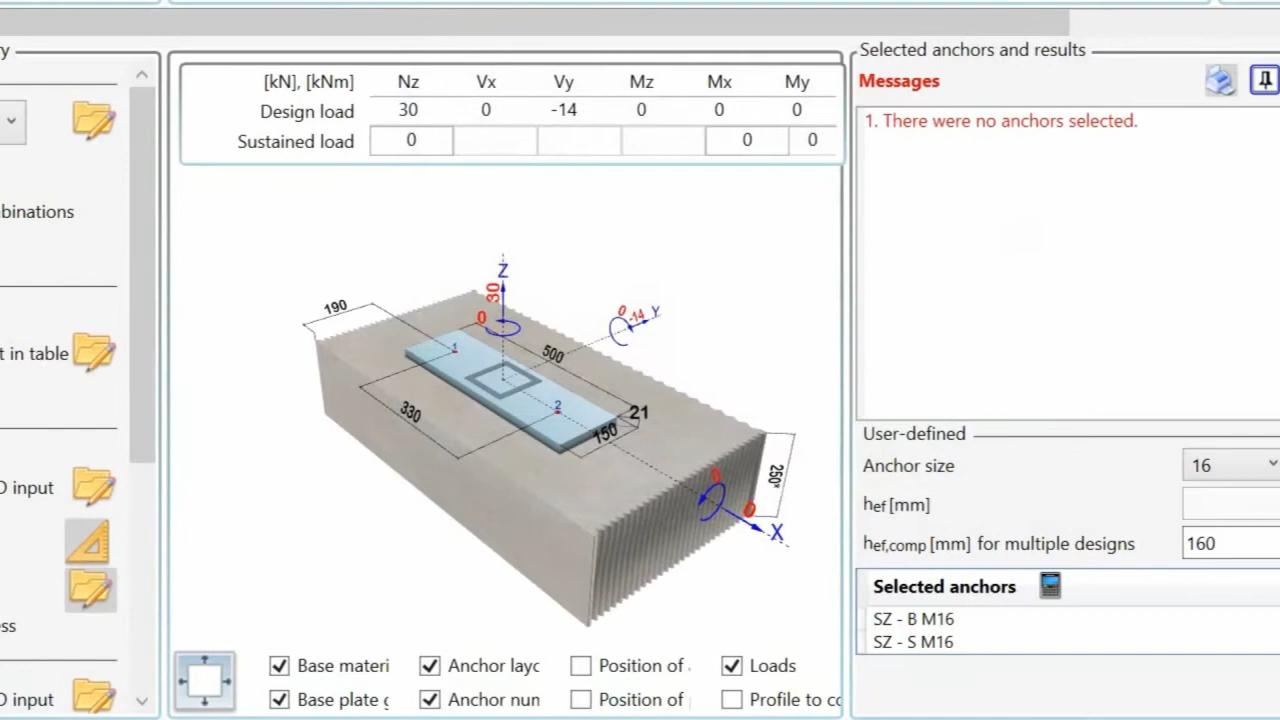 y
binations
t in table
D input
ss
D input
[kN], [kNm] Nz Vx Vy Mz Mx My
Design load 30 0 -14 0 0 0
Sustained load 0 0 0
Z
30
0
190
0
-14
Y
500
1
2
330
21
150
0
0
250x
X
Base materi
Anchor layc
Position of
Loads
Base plate g
Anchor nun
Position of
Profile to co
Selected anchors and results
Messages
1. There were no anchors selected.
User-defined
Anchor size 16
hef [mm]
hef,comp [mm] for multiple designs 160
Selected anchors
SZ - B M16
SZ - S M16